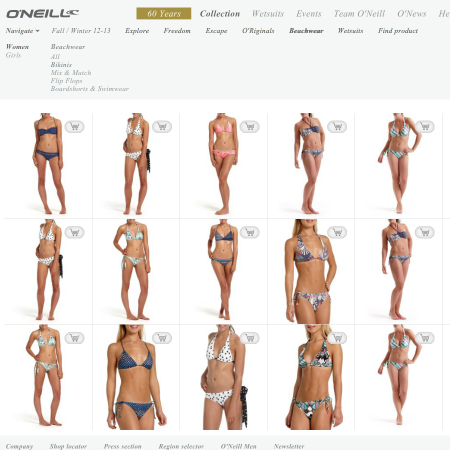 O'NEILL
60 Years Collection Wetsuits Events Team O'Neill O'News He
Navigate Fall / Winter 12-13 Explore Freedom Escape O'Riginals Beachwear Wetsuits Find product
Women Beachwear
Girls All
Bikinis
Mix & Match
Flip Flops
Boardshorts & Swimwear
Company Shop locator Press section Region selector O'Neill Men Newsletter